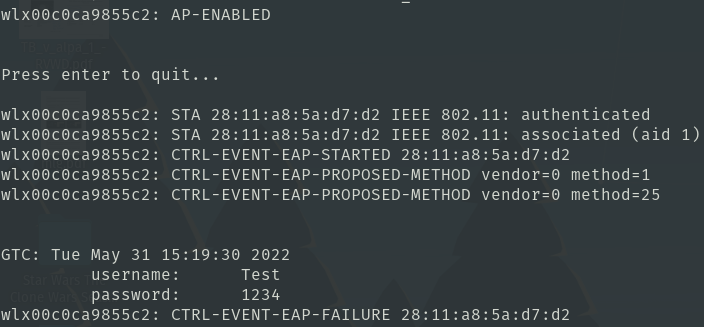 wlx00c0ca9855c2: AP-ENABLED
Press enter to quit...
wlx00c0ca9855c2: STA 28:11:a8:5a:d7:d2 IEEE 802.11: authenticated
wlx00c0ca9855c2: STA 28:11:a8:5a:d7:d2 IEEE 802.11: associated (aid 1)
wlx00c0ca9855c2: CTRL-EVENT-EAP-STARTED 28:11:a8:5a:d7:d2
wlx00c0ca9855c2: CTRL-EVENT-EAP-PROPOSED-METHOD vendor=0 method=1
wlx00c0ca9855c2: CTRL-EVENT-EAP-PROPOSED-METHOD vendor=0 method=25
GTC: Tue May 31 15:19:30 2022
username: Test
password: 1234
wlx00c0ca9855c2: CTRL-EVENT-EAP-FAILURE 28:11:a8:5a:d7:d2